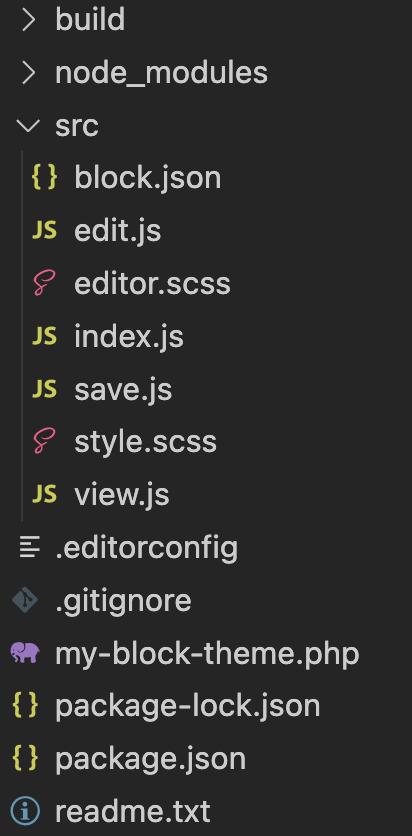 build
node_modules
src
{} block.json
JS edit.js
editor.scss
JS index.js
JS save.js
style.scss
JS view.js
.editorconfig
.gitignore
my-block-theme.php
{} package-lock.json
{} package.json
readme.txt